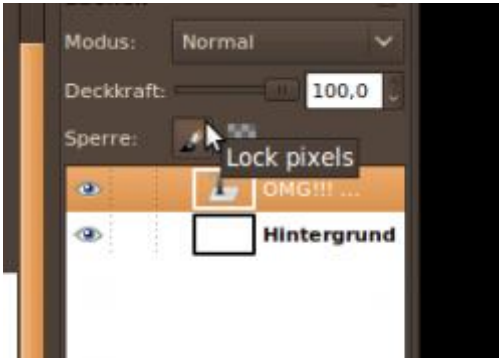 Modus: Normal
Deckkraft: 100,0
Sperre:
Lock pixels
OMG!!! ...
Hintergrund